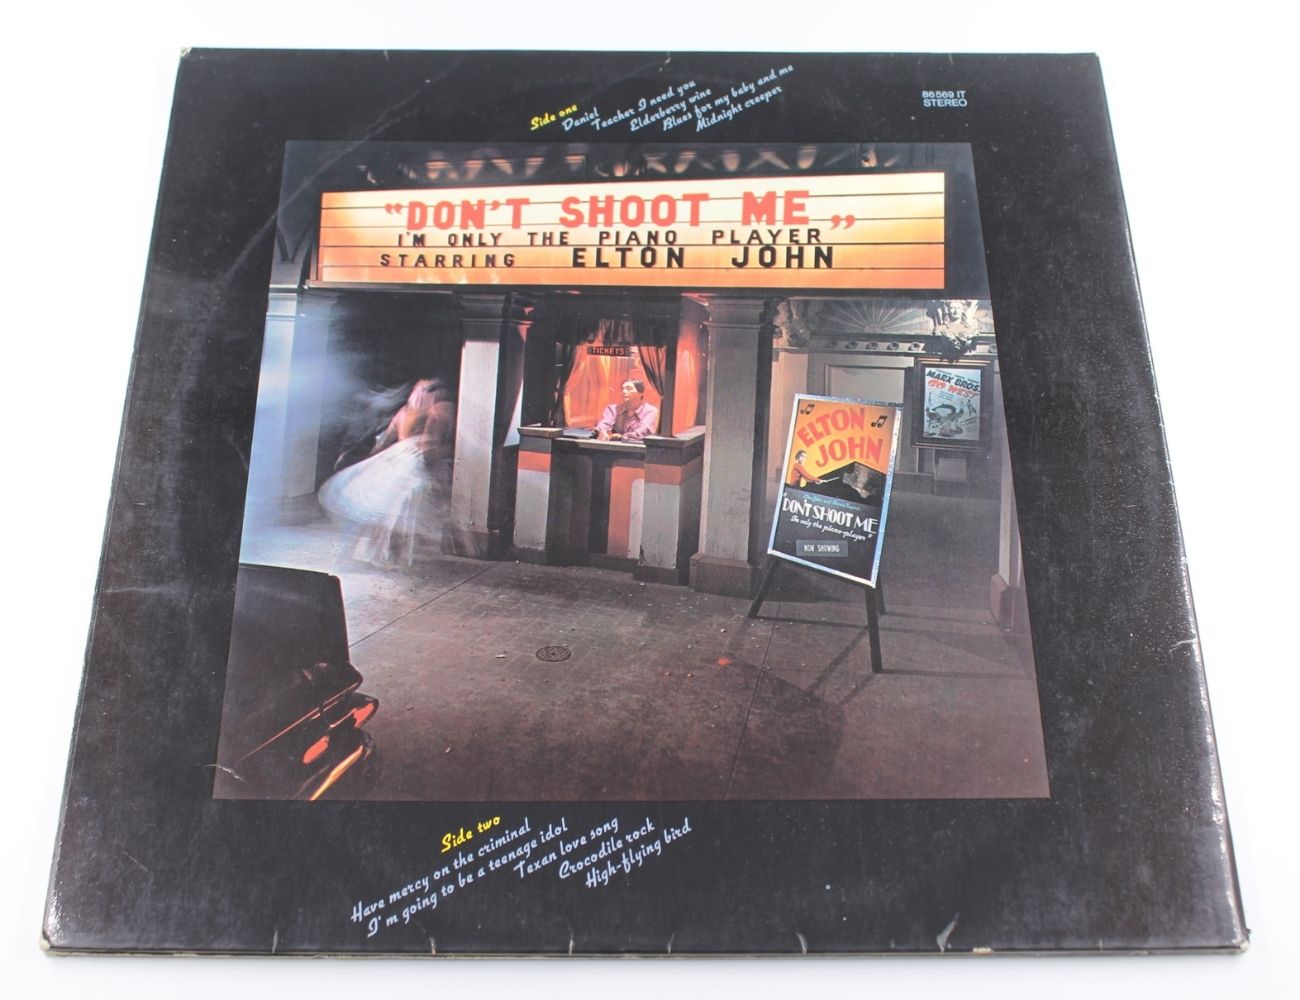 Side one
Daniel
Teacher I need you
Elderberry wine
Blues for my baby and me
Midnight creeper
86 569 IT
STEREO
"DON'T SHOOT ME„
I'M ONLY THE PIANO PLAYER
STARRING ELTON JOHN
TICKETS
MARX BROS.
GO WEST
ELTON
JOHN
"DON'T SHOOT ME
I'm only the piano-player"
NOW SHOWING
Side two
Have mercy on the criminal
I'm going to be a teenage idol
Texan love song
Crocodile rock
High-flying bird